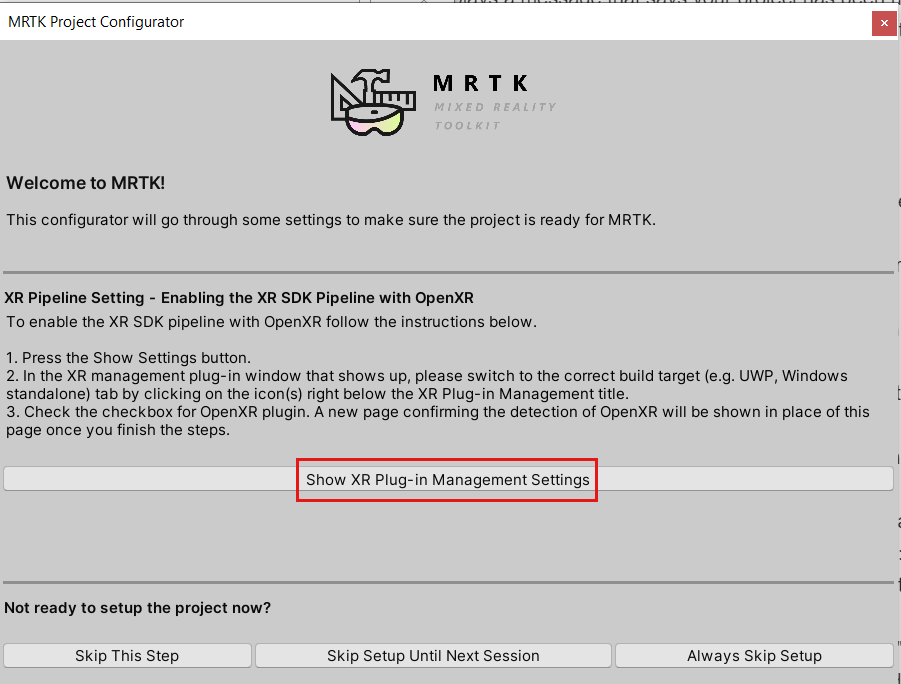 MRTK Project Configurator
MRTK
MIXED REALITY
TOOLKIT
Welcome to MRTK!
This configurator will go through some settings to make sure the project is ready for MRTK.
XR Pipeline Setting - Enabling the XR SDK Pipeline with OpenXR
To enable the XR SDK pipeline with OpenXR follow the instructions below.
1. Press the Show Settings button.
2. In the XR management plug-in window that shows up, please switch to the correct build target (e.g. UWP, Windows
standalone) tab by clicking on the icon(s) right below the XR Plug-in Management title.
3. Check the checkbox for OpenXR plugin. A new page confirming the detection of OpenXR will be shown in place of this
page once you finish the steps.
Show XR Plug-in Management Settings
Not ready to setup the project now?
Skip This Step
Skip Setup Until Next Session
Always Skip Setup